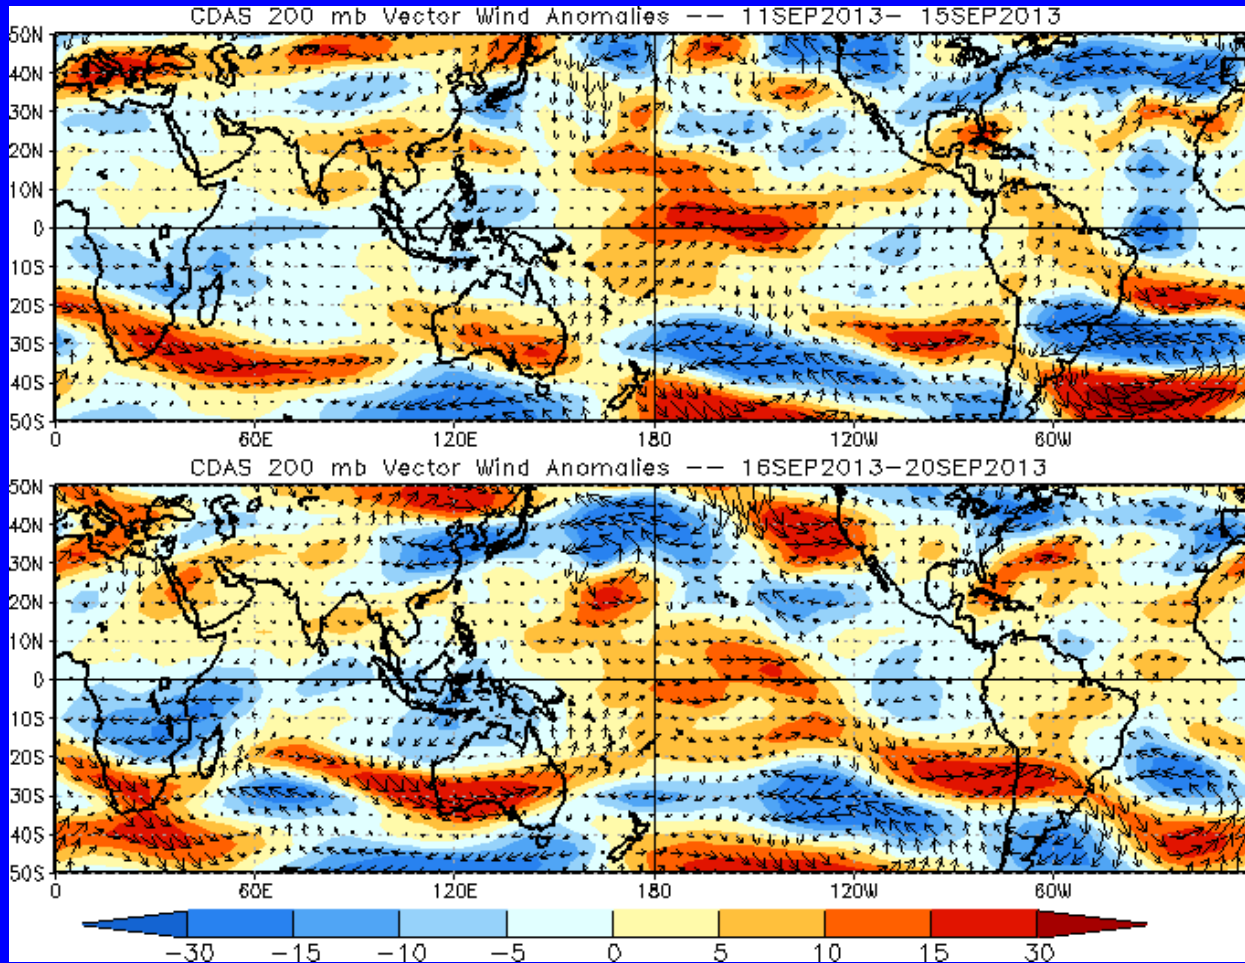 CDAS 200 mb Vector Wind Anomalies -- 11SEP2013- 15SEP2013
50N
40N
30N
20N
10N
0
10S
20S
30S
40S
50S
0 60E 120E 180 120W 60W
CDAS 200 mb Vector Wind Anomalies -- 16SEP2013-20SEP2013
50N
40N
30N
20N
10N
0
10S
20S
30S
40S
50S
0 60E 120E 180 120W 60W
-30 -15 -10 -5 0 5 10 15 30